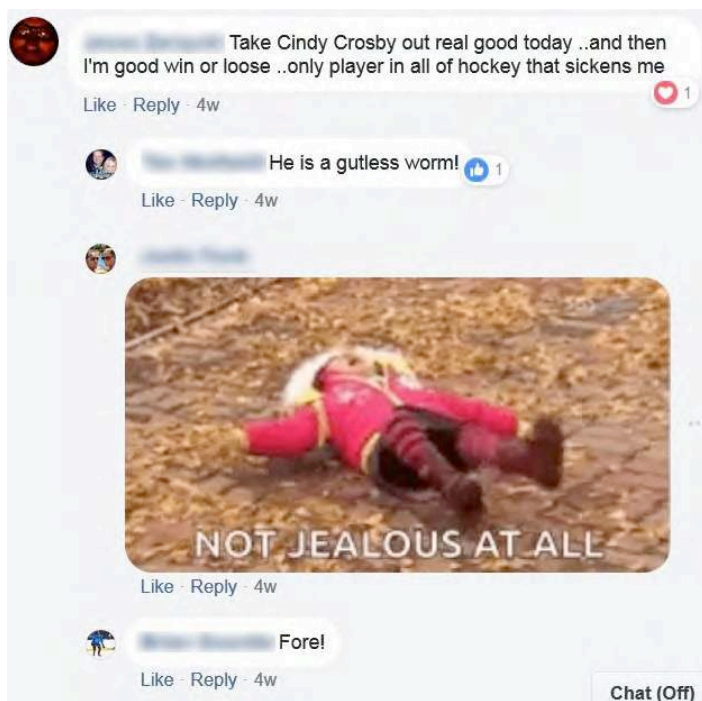 Take Cindy Crosby out real good today ..and then
I'm good win or loose ..only player in all of hockey that sickens me
1
Like · Reply · 4w
He is a gutless worm!
1
Like · Reply · 4w
NOT JEALOUS AT ALL
Like · Reply · 4w
Fore!
Like · Reply · 4w
Chat (Off)